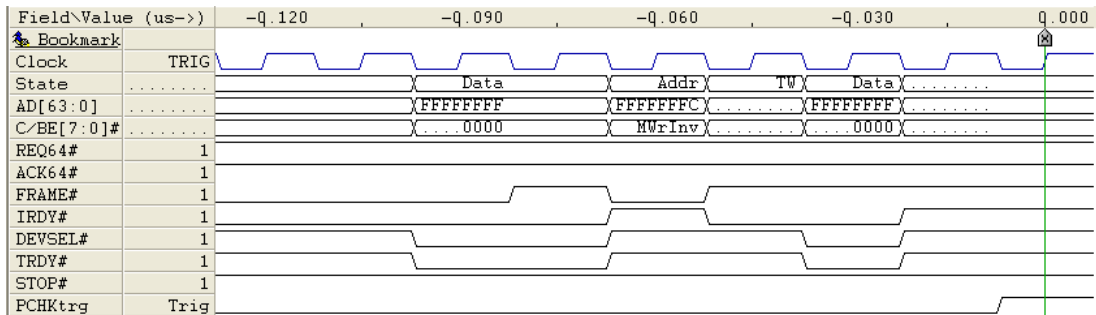 Field\Value (us->) -0.120 -0.090 -0.060 -0.030 0.000
Bookmark
Clock TRIG
State ........ Data Addr TW Data ........
AD[63:0] ........ FFFFFFFF FFFFFFFC ........ FFFFFFFF ........
C/BE[7:0]# ........ ....0000 MWrInv ........ ....0000 ........
REQ64# 1
ACK64# 1
FRAME# 1
IRDY# 1
DEVSEL# 1
TRDY# 1
STOP# 1
PCHKtrg Trig